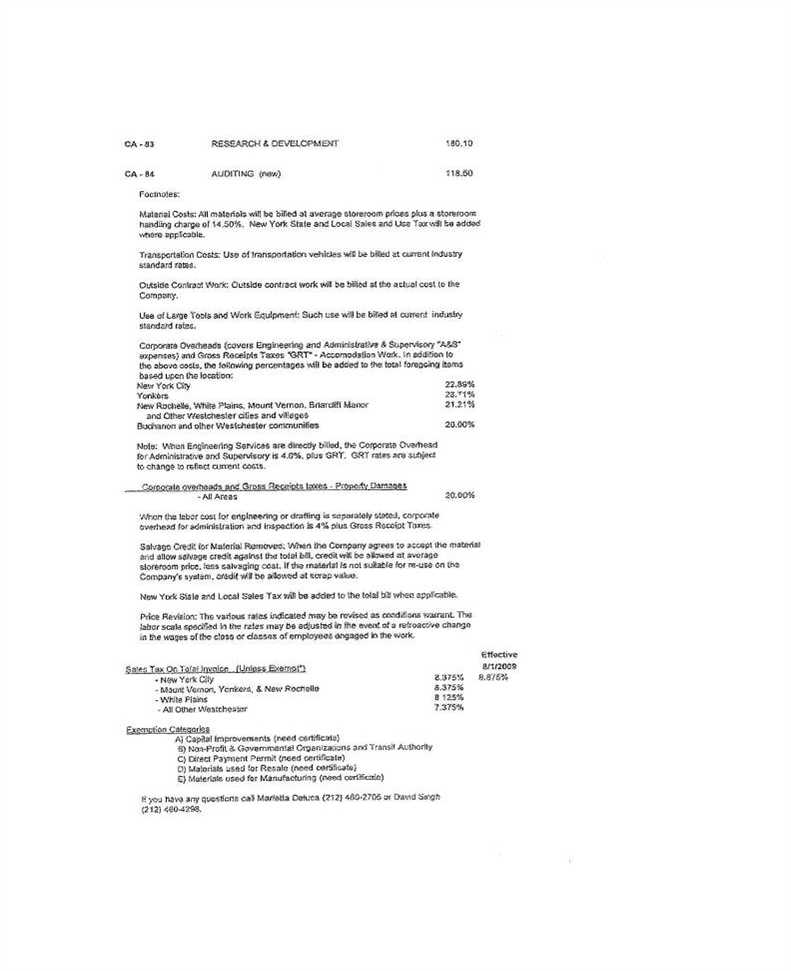 CA - 83 RESEARCH & DEVELOPMENT 180.10
CA - 84 AUDITING (new) 118.50
Footnotes:
Material Costs: All materials will be billed at average storeroom prices plus a storeroom
handling charge of 14.50%. New York State and Local Sales and Use Tax will be added
where applicable.
Transportation Costs: Use of transportation vehicles will be billed at current industry
standard rates.
Outside Contract Work: Outside contract work will be billed at the actual cost to the
Company.
Use of Large Tools and Work Equipment: Such use will be billed at current industry
standard rates.
Corporate Overheads (covers Engineering and Administrative & Supervisory "A&S"
expenses) and Gross Receipts Taxes "GRT" - Accomodation Work. In addition to
the above costs, the following percentages will be added to the total foregoing items
based upon the location:
New York City 22.89%
Yonkers 23.71%
New Rochelle, White Plains, Mount Vernon, Briarcliff Manor 21.21%
and Other Westchester cities and villages
Buchanan and other Westchester communities 20.00%
Note: When Engineering Services are directly billed, the Corporate Overhead
for Administrative and Supervisory is 4.0%, plus GRT. GRT rates are subject
to change to reflect current costs.
Corporate overheads and Gross Receipts taxes - Property Damages
- All Areas 20.00%
When the labor cost for engineering or drafting is separately stated, corporate
overhead for administration and inspection is 4% plus Gross Receipt Taxes.
Salvage Credit for Material Removed: When the Company agrees to accept the material
and allow salvage credit against the total bill, credit will be allowed at average
storeroom price, less salvaging cost. If the material is not suitable for re-use on the
Company's system, credit will be allowed at scrap value.
New York State and Local Sales Tax will be added to the total bill when applicable.
Price Revision: The various rates indicated may be revised as conditions warrant. The
labor scale specified in the rates may be adjusted in the event of a retroactive change
in the wages of the class or classes of employees engaged in the work.
Effective
Sales Tax On Total Invoice (Unless Exempt*) 8/1/2009
- New York City 8.375% 8.875%
- Mount Vernon, Yonkers, & New Rochelle 8.375%
- White Plains 8.125%
- All Other Westchester 7.375%
Exemption Categories
A) Capital Improvements (need certificate)
B) Non-Profit & Governmental Organizations and Transit Authority
C) Direct Payment Permit (need certificate)
D) Materials used for Resale (need certificate)
E) Materials used for Manufacturing (need certificate)
If you have any questions call Marietta Deluca (212) 460-2706 or David Singh
(212) 460-4298.